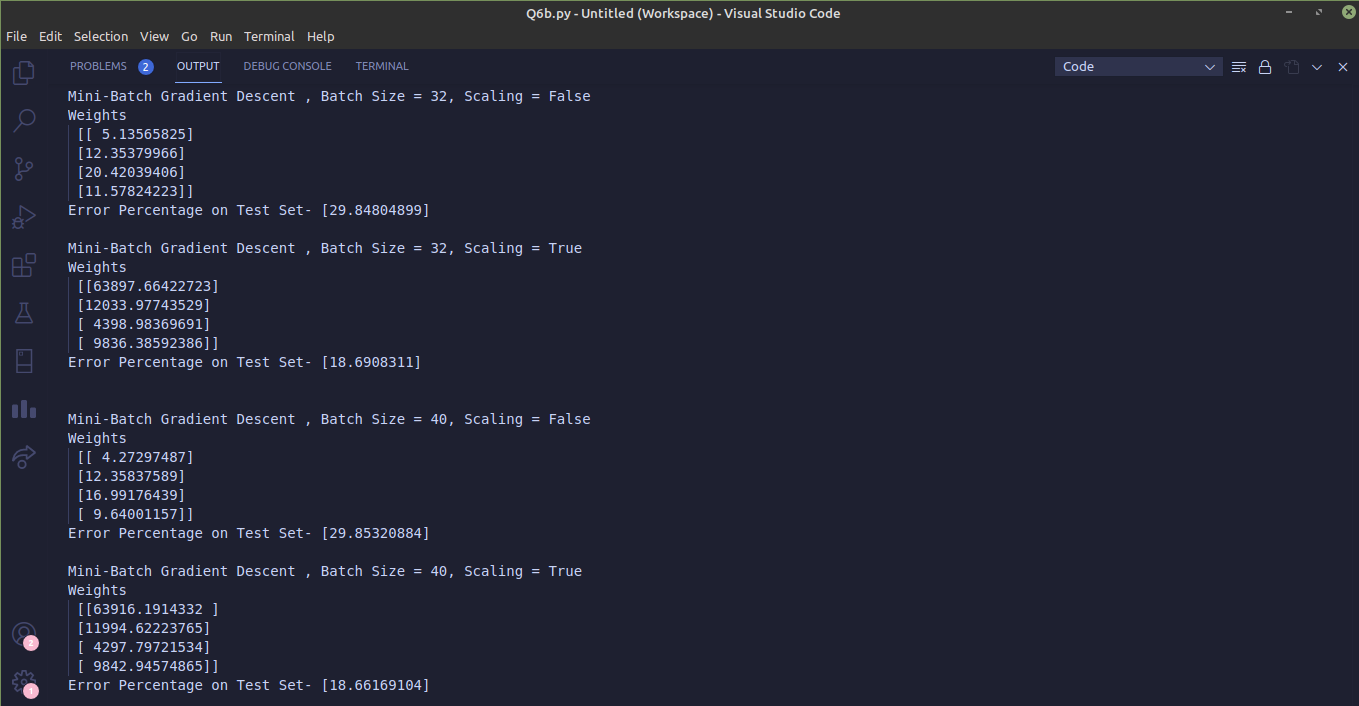 Q6b.py - Untitled (Workspace) - Visual Studio Code
File Edit Selection View Go Run Terminal Help
PROBLEMS 2 OUTPUT DEBUG CONSOLE TERMINAL Code
Mini-Batch Gradient Descent , Batch Size = 32, Scaling = False
Weights
[[ 5.13565825]
[12.35379966]
[20.42039406]
[11.57824223]]
Error Percentage on Test Set- [29.84804899]
Mini-Batch Gradient Descent , Batch Size = 32, Scaling = True
Weights
[[63897.66422723]
[12033.97743529]
[ 4398.98369691]
[ 9836.38592386]]
Error Percentage on Test Set- [18.6908311]
Mini-Batch Gradient Descent , Batch Size = 40, Scaling = False
Weights
[[ 4.27297487]
[12.35837589]
[16.99176439]
[ 9.64001157]]
Error Percentage on Test Set- [29.85320884]
Mini-Batch Gradient Descent , Batch Size = 40, Scaling = True
Weights
[[63916.1914332 ]
[11994.62223765]
[ 4297.79721534]
[ 9842.94574865]]
Error Percentage on Test Set- [18.66169104]
2
1